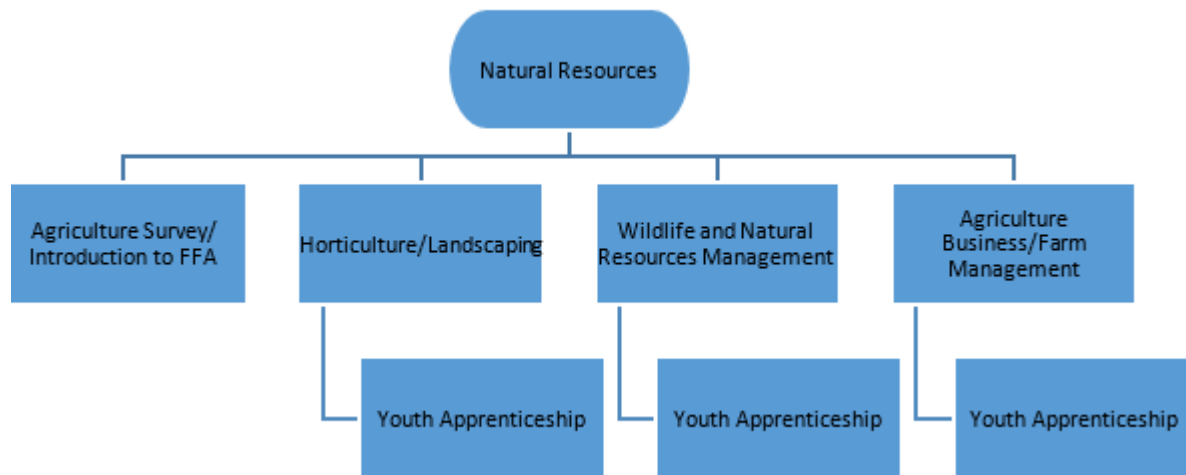 Natural Resources
Agriculture Survey/
Introduction to FFA
Horticulture/Landscaping
Wildlife and Natural
Resources Management
Agriculture
Business/Farm
Management
Youth Apprenticeship
Youth Apprenticeship
Youth Apprenticeship